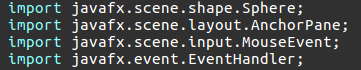 import javafx.scene.shape.Sphere;
import javafx.scene.layout.AnchorPane;
import javafx.scene.input.MouseEvent;
import javafx.event.EventHandler;